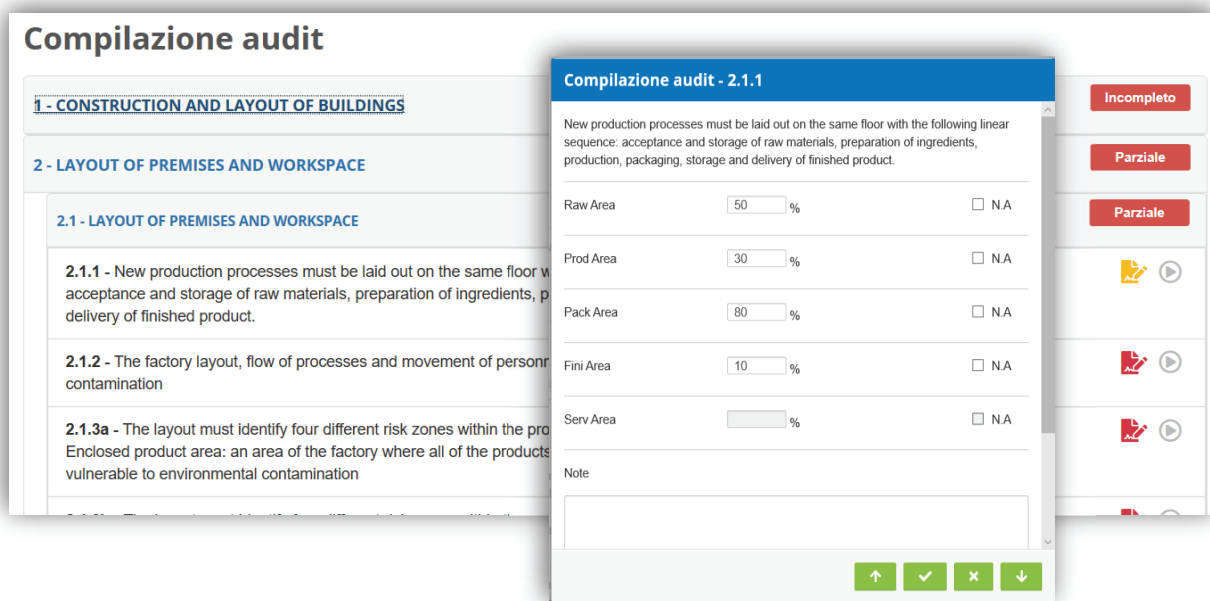 Compilazione audit
1 - CONSTRUCTION AND LAYOUT OF BUILDINGS
Incompleto
2 - LAYOUT OF PREMISES AND WORKSPACE
Parziale
2.1 - LAYOUT OF PREMISES AND WORKSPACE
Parziale
2.1.1 - New production processes must be laid out on the same floor
acceptance and storage of raw materials, preparation of ingredients,
delivery of finished product.
2.1.2 - The factory layout, flow of processes and movement of
contamination
2.1.3a - The layout must identify four different risk zones within the
Enclosed product area: an area of the factory where all of the products
vulnerable to environmental contamination
Compilazione audit - 2.1.1
New production processes must be laid out on the same floor with the following linear
sequence: acceptance and storage of raw materials, preparation of ingredients,
production, packaging, storage and delivery of finished product.
Raw Area 50 % N.A
Prod Area 30 % N.A
Pack Area 80 % N.A
Fini Area 10 % N.A
Serv Area % N.A
Note